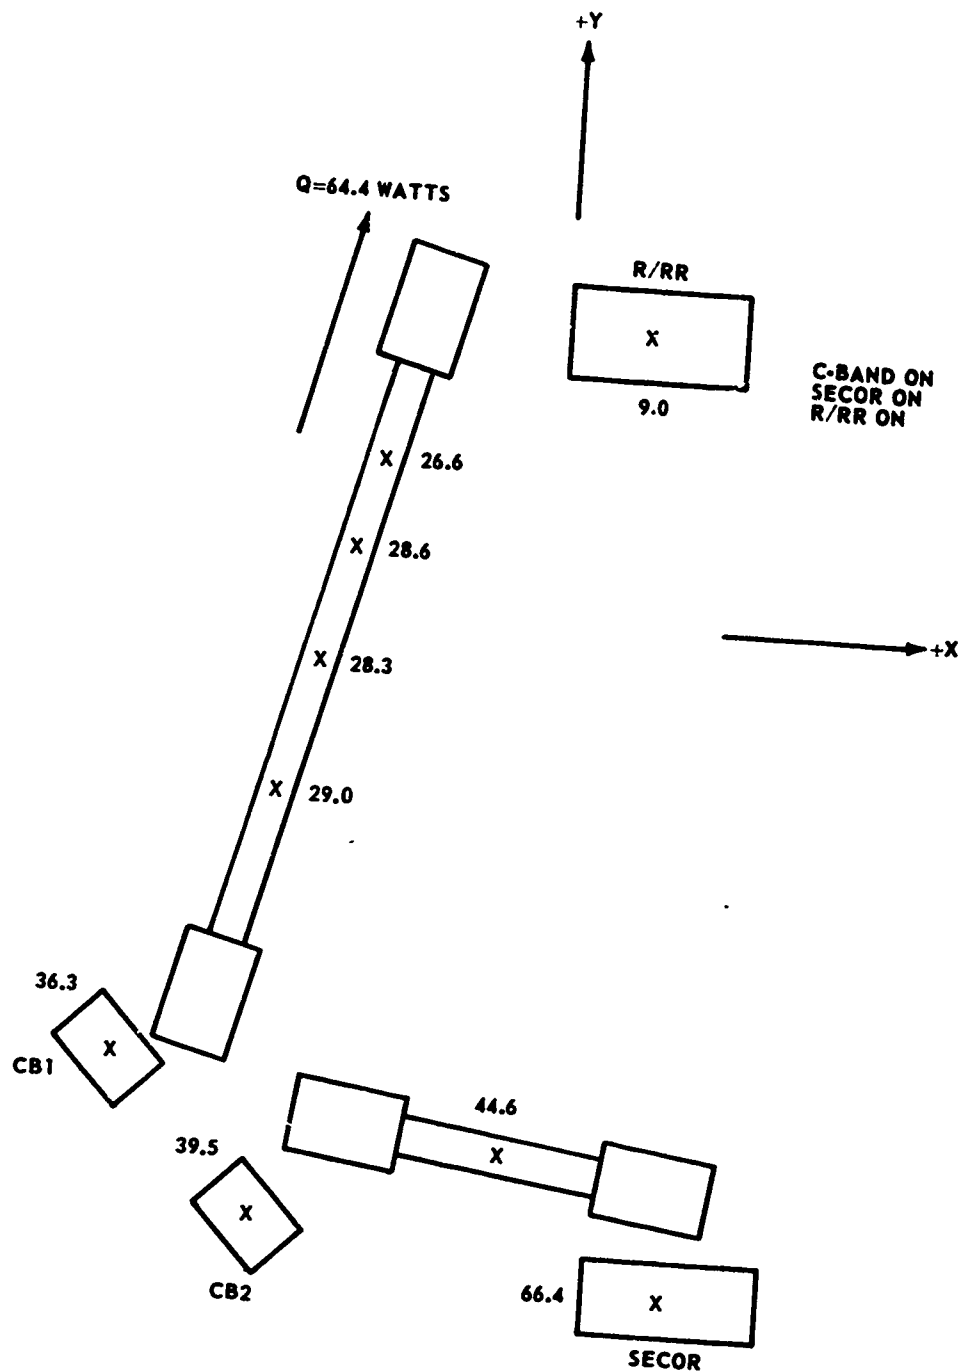 +Y
Q=64.4 WATTS
R/RR
X
9.0
C-BAND ON
SECOR ON
R/RR ON
X 26.6
X 28.6
+X
X 28.3
X 29.0
36.3
X
CB1
44.6
X
39.5
X
CB2
66.4 X
SECOR